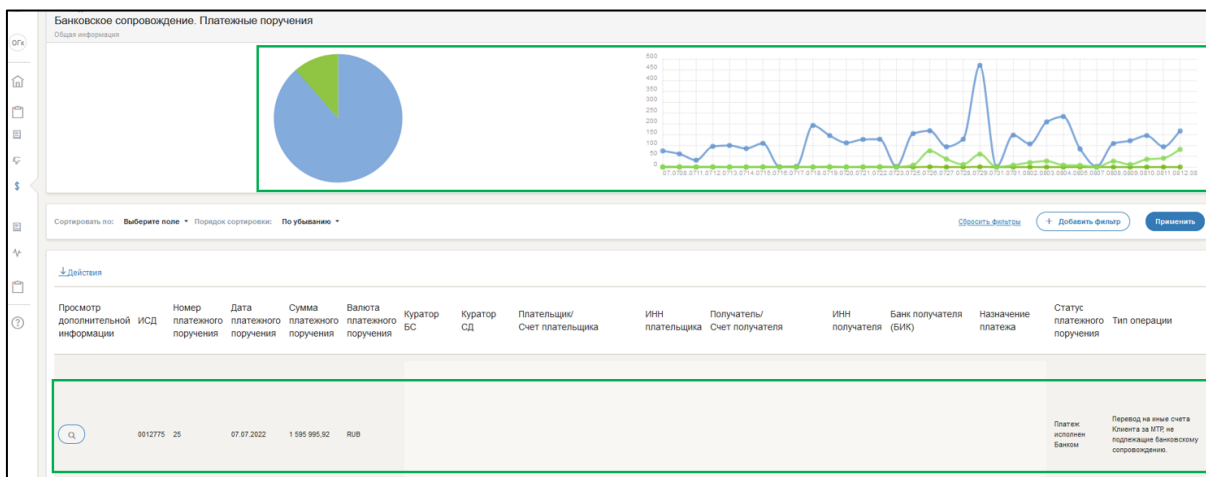 Банковское сопровождение. Платежные поручения
Общая информация
ОГк
500
450
400
350
300
250
200
150
100
50
0
Сортировать по: Выберите поле Порядок сортировки: По убыванию
Сбросить фильтры
+ Добавить фильтр
Применить
Действия
Просмотр дополнительной информации
ИСД
Номер платежного поручения
Дата платежного поручения
Сумма платежного поручения
Валюта платежного поручения
Куратор БС
Куратор СД
Плательщик/ Счет плательщика
ИНН плательщика
Получатель/ Счет получателя
ИНН получателя
Банк получателя (БИК)
Назначение платежа
Статус платежного поручения
Тип операции
0012775 25 07.07.2022 1 595 995,92 RUB
Платеж
исполнен
Банком
Перевод на иные счета
Клиента за МТР, не
подлежащие банковскому
сопровождению.